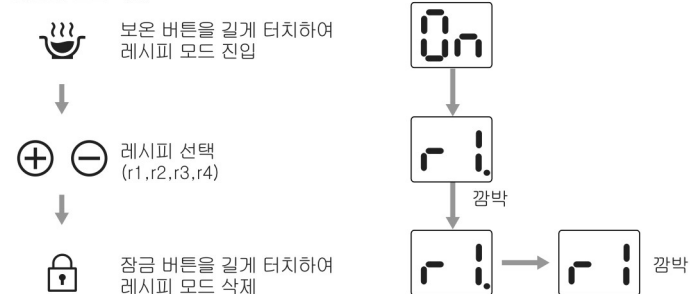 보온 버튼을 길게 터치하여
레시피 모드 진입
0n
레시피 선택
(r1,r2,r3,r4)
r1.
깜박
잠금 버튼을 길게 터치하여
레시피 모드 삭제
r1.
r1
깜박